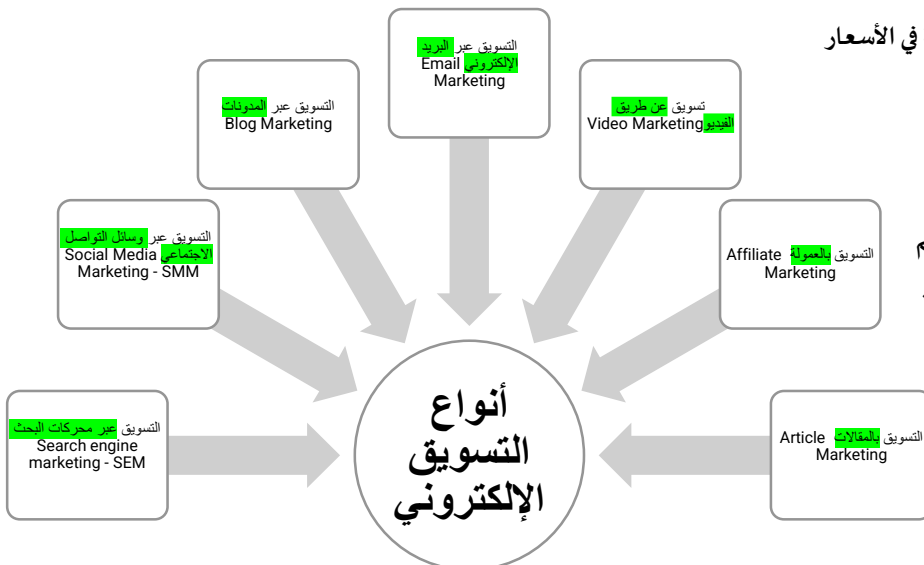 في الأسعار
التسويق عبر البريد
الإلكتروني Email
Marketing
تسويق عن طريق
الفيديو Video Marketing
التسويق عبر المدونات
Blog Marketing
التسويق بالعمولة Affiliate
Marketing
التسويق عبر وسائل التواصل
الاجتماعي Social Media
Marketing - SMM
التسويق بالمقالات Article
Marketing
التسويق عبر محركات البحث
Search engine
marketing - SEM
أنواع
التسويق
الإلكتروني